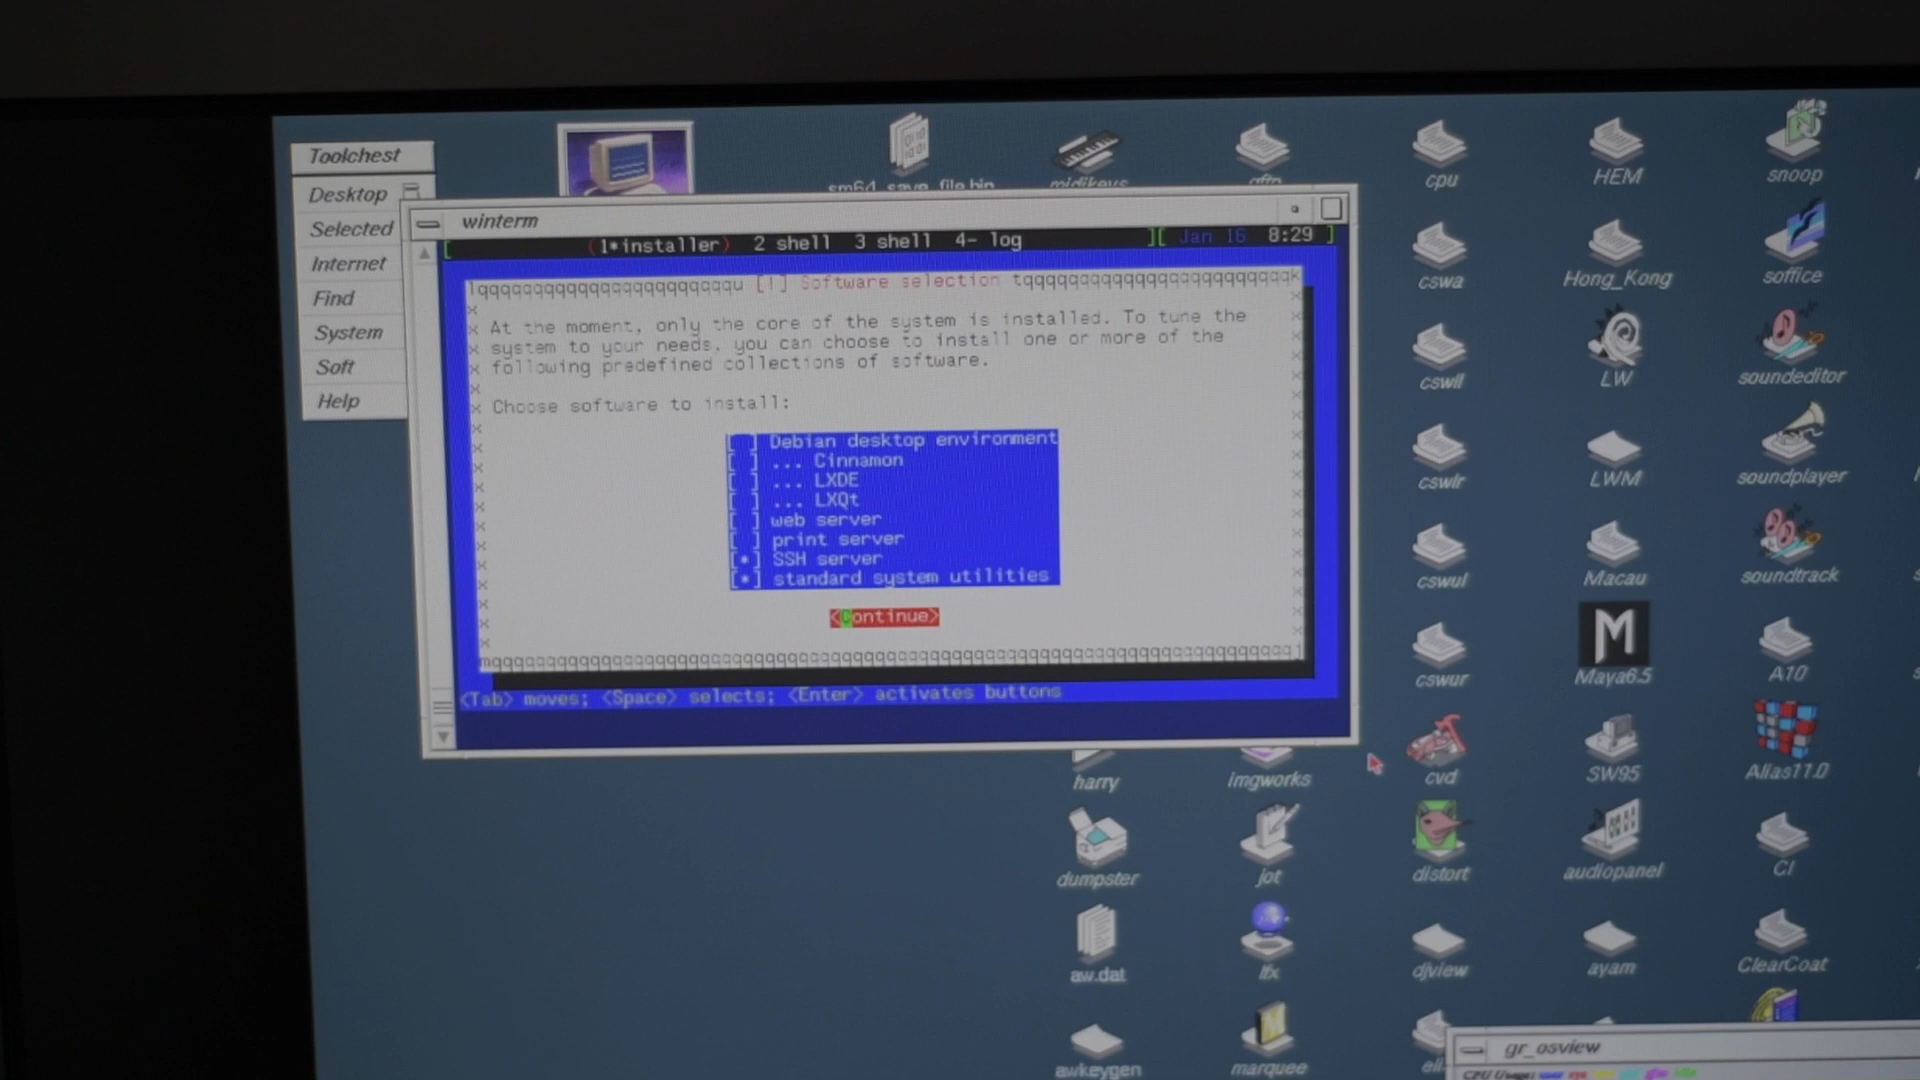 Toolchest
Desktop
Selected
Internet
Find
System
Soft
Help
sm64_save_file.bin
midikeys
winterm
[ (1*installer) 2 shell 3 shell 4- log ][ Jan 16 8:29 ]
[!] Software selection
At the moment, only the core of the system is installed. To tune the
system to your needs, you can choose to install one or more of the
following predefined collections of software.
Choose software to install:
[ ] Debian desktop environment
[ ] ... Cinnamon
[ ] ... LXDE
[ ] ... LXQt
[ ] web server
[ ] print server
[*] SSH server
[*] standard system utilities
<Continue>
<Tab> moves; <Space> selects; <Enter> activates buttons
cpu
HEM
snoop
cswa
Hong_Kong
soffice
cswll
LW
soundeditor
cswlr
LWM
soundplayer
cswul
Macau
soundtrack
cswur
Maya6.5
A10
harry
imgworks
cvd
SW95
Alias11.0
dumpster
jot
distort
audiopanel
CI
aw.dat
lfx
djview
ayam
ClearCoat
awkeygen
marquee
gr_osview
CPU Usage: